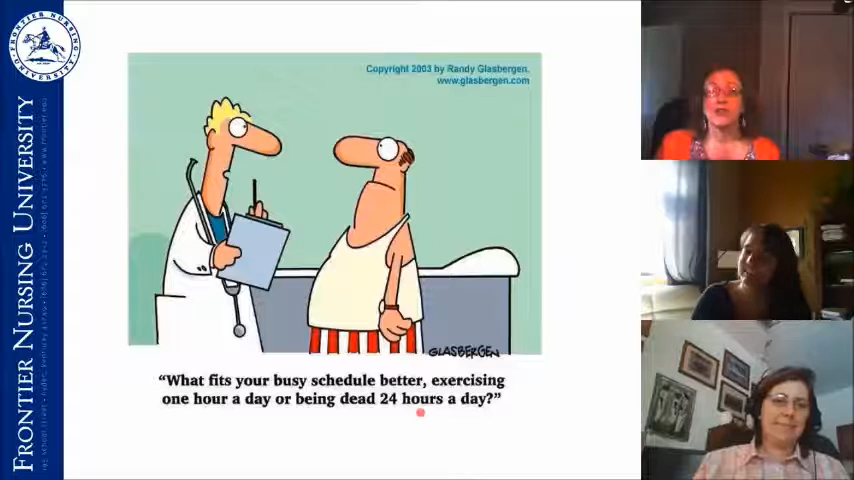 FRONTIER NURSING
UNIVERSITY
FRONTIER NURSING UNIVERSITY
Copyright 2003 by Randy Glasbergen.
www.glasbergen.com
GLASBERGEN
“What fits your busy schedule better, exercising
one hour a day or being dead 24 hours a day?”